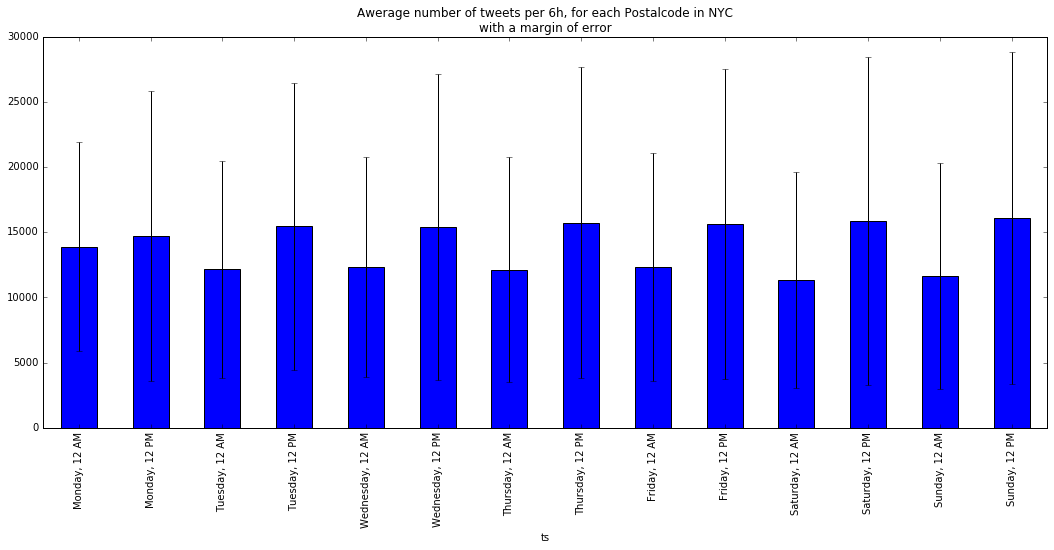 Awerage number of tweets per 6h, for each Postalcode in NYC
with a margin of error
30000
25000
20000
15000
10000
5000
0
Monday, 12 AM
Monday, 12 PM
Tuesday, 12 AM
Tuesday, 12 PM
Wednesday, 12 AM
Wednesday, 12 PM
Thursday, 12 AM
Thursday, 12 PM
Friday, 12 AM
Friday, 12 PM
Saturday, 12 AM
Saturday, 12 PM
Sunday, 12 AM
Sunday, 12 PM
ts